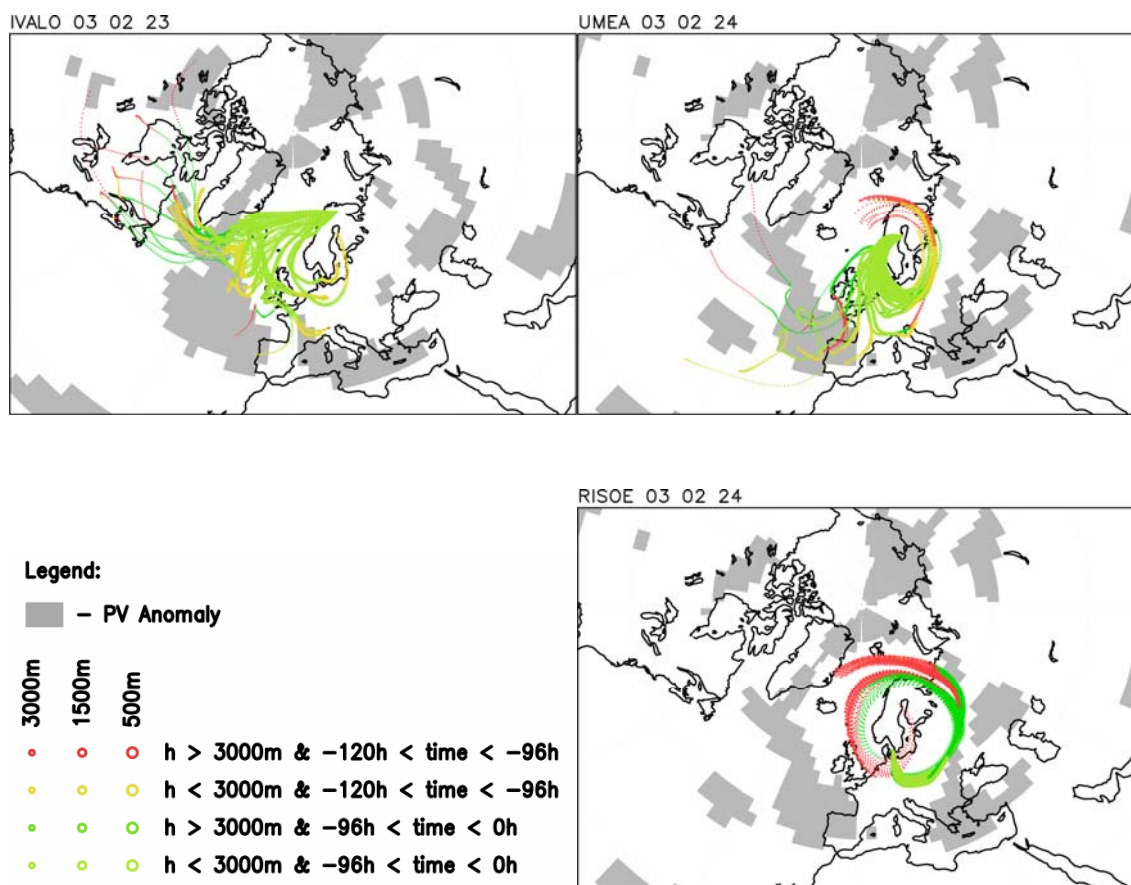 IVALO 03 02 23
UMEA 03 02 24
RISOE 03 02 24
Legend:
– PV Anomaly
3000m 1500m 500m
h > 3000m & –120h < time < –96h
h < 3000m & –120h < time < –96h
h > 3000m & –96h < time < 0h
h < 3000m & –96h < time < 0h